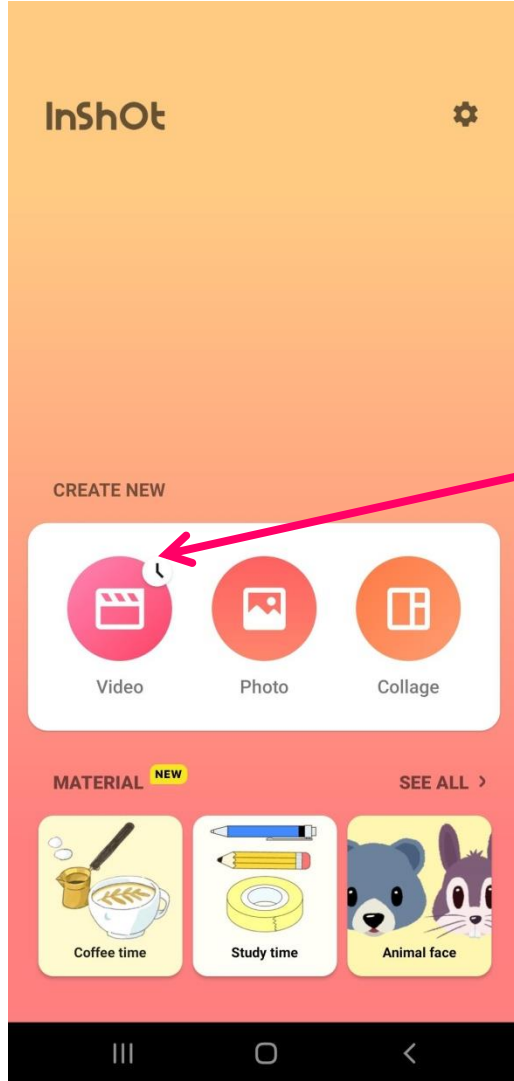 InShOt
CREATE NEW
Video Photo Collage
MATERIAL NEW SEE ALL >
Coffee time Study time Animal face